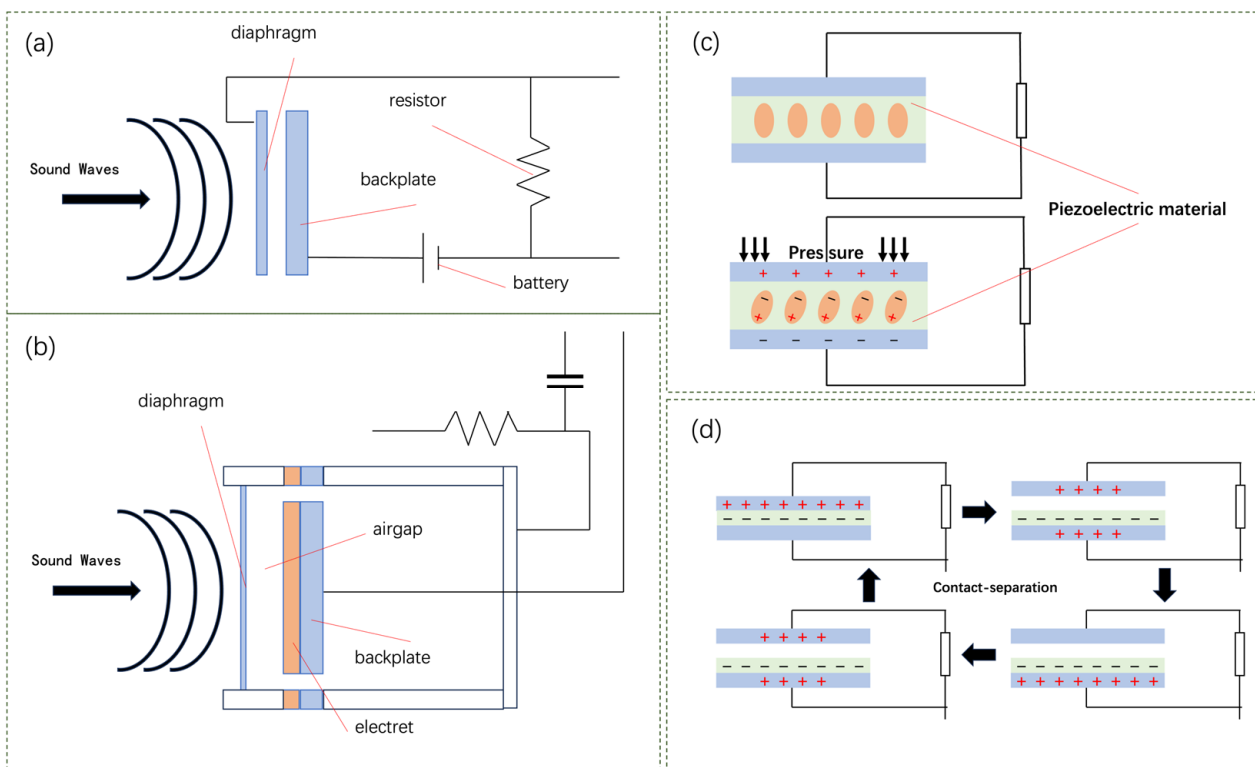 (a)
diaphragm
resistor
Sound Waves
backplate
battery
(b)
diaphragm
airgap
Sound Waves
backplate
electret
(c)
Piezoelectric material
Pressure
+ + + + +
− − − − −
+ + + + +
− − − − −
(d)
+ + + + + + + +
− − − − − − − −
+ + + +
− − − − − − − −
+ + + +
Contact-separation
+ + + +
− − − − − − − −
+ + + +
− − − − − − − −
+ + + + + + + +